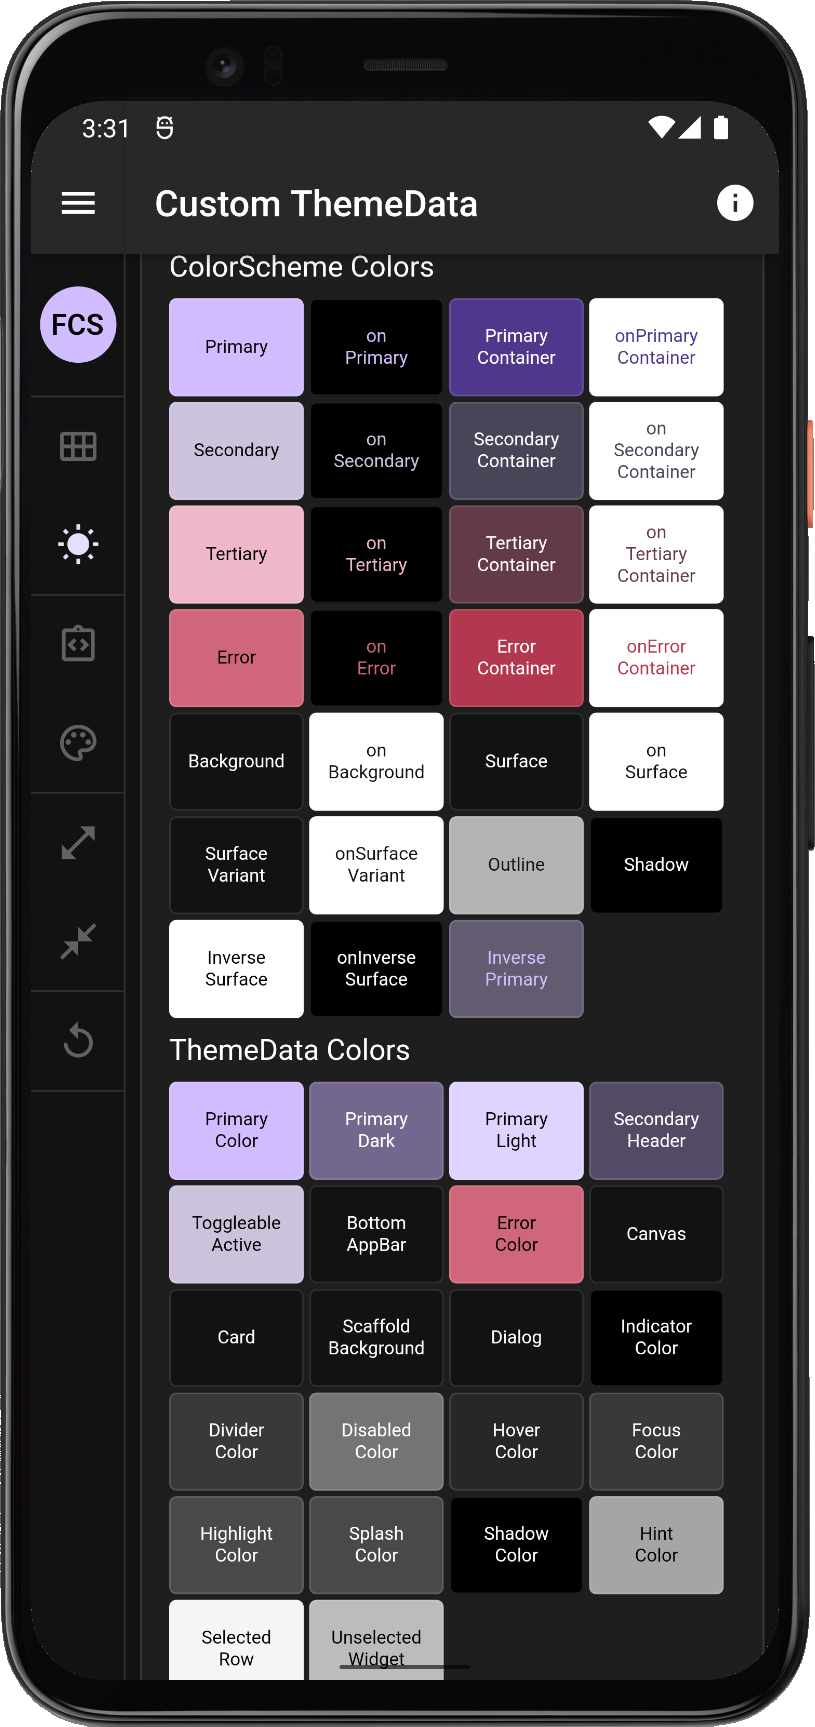 3:31
Custom ThemeData
FCS
ColorScheme Colors
Primary
on
Primary
Primary
Container
onPrimary
Container
Secondary
on
Secondary
Secondary
Container
on
Secondary
Container
Tertiary
on
Tertiary
Tertiary
Container
on
Tertiary
Container
Error
on
Error
Error
Container
onError
Container
Background
on
Background
Surface
on
Surface
Surface
Variant
onSurface
Variant
Outline
Shadow
Inverse
Surface
onInverse
Surface
Inverse
Primary
ThemeData Colors
Primary
Color
Primary
Dark
Primary
Light
Secondary
Header
Toggleable
Active
Bottom
AppBar
Error
Color
Canvas
Card
Scaffold
Background
Dialog
Indicator
Color
Divider
Color
Disabled
Color
Hover
Color
Focus
Color
Highlight
Color
Splash
Color
Shadow
Color
Hint
Color
Selected
Row
Unselected
Widget